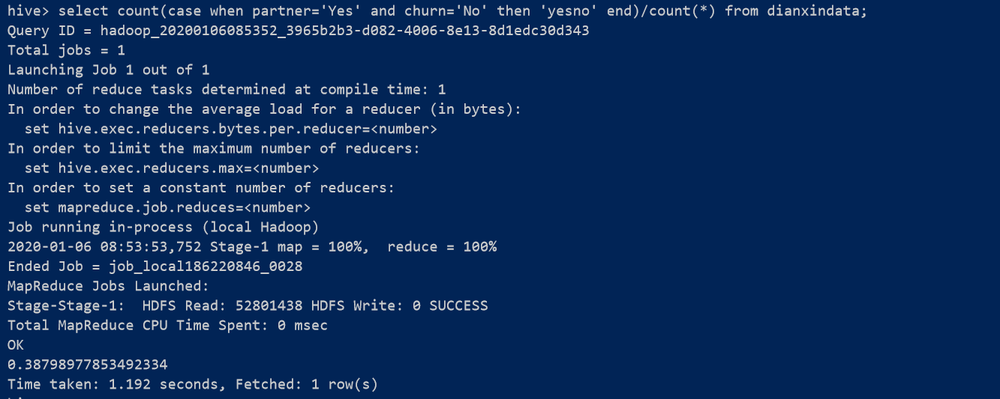 hive> select count(case when partner='Yes' and churn='No' then 'yesno' end)/count(*) from dianxindata;
Query ID = hadoop_20200106085352_3965b2b3-d082-4006-8e13-8d1edc30d343
Total jobs = 1
Launching Job 1 out of 1
Number of reduce tasks determined at compile time: 1
In order to change the average load for a reducer (in bytes):
  set hive.exec.reducers.bytes.per.reducer=<number>
In order to limit the maximum number of reducers:
  set hive.exec.reducers.max=<number>
In order to set a constant number of reducers:
  set mapreduce.job.reduces=<number>
Job running in-process (local Hadoop)
2020-01-06 08:53:53,752 Stage-1 map = 100%,  reduce = 100%
Ended Job = job_local186220846_0028
MapReduce Jobs Launched:
Stage-Stage-1:  HDFS Read: 52801438 HDFS Write: 0 SUCCESS
Total MapReduce CPU Time Spent: 0 msec
OK
0.38798977853492334
Time taken: 1.192 seconds, Fetched: 1 row(s)